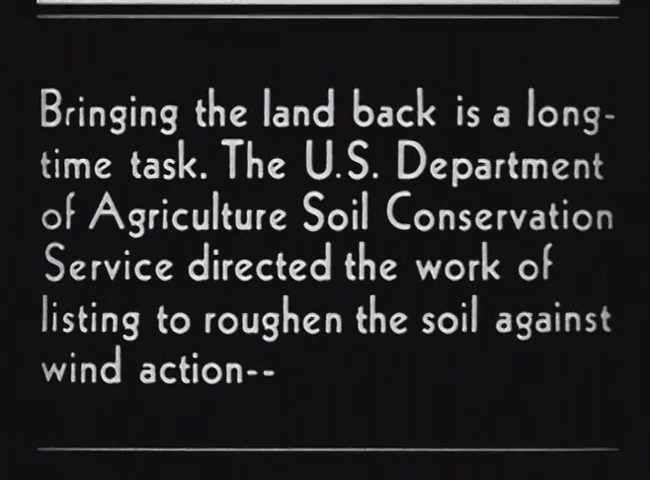 Bringing the land back is a long-
time task. The U.S. Department
of Agriculture Soil Conservation
Service directed the work of
listing to roughen the soil against
wind action--